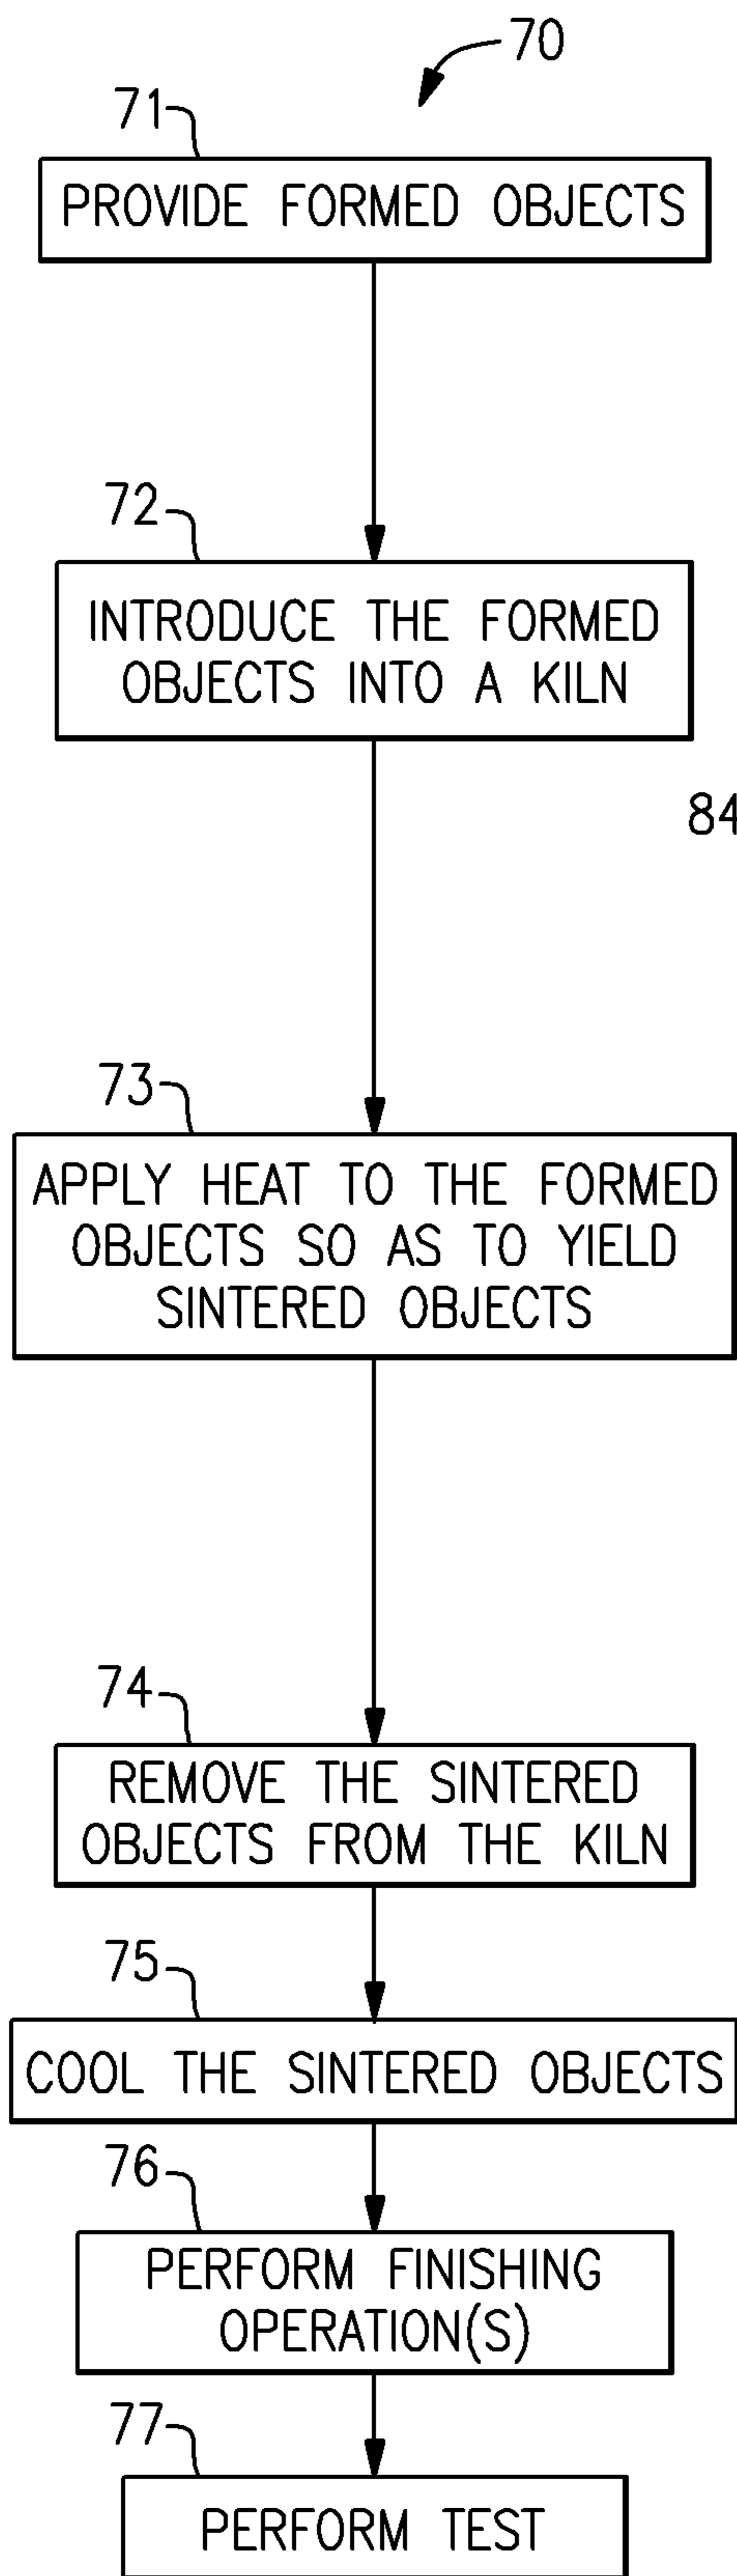 70
71
PROVIDE FORMED OBJECTS
72
INTRODUCE THE FORMED
OBJECTS INTO A KILN
84
73
APPLY HEAT TO THE FORMED
OBJECTS SO AS TO YIELD
SINTERED OBJECTS
74
REMOVE THE SINTERED
OBJECTS FROM THE KILN
75
COOL THE SINTERED OBJECTS
76
PERFORM FINISHING
OPERATION(S)
77
PERFORM TEST